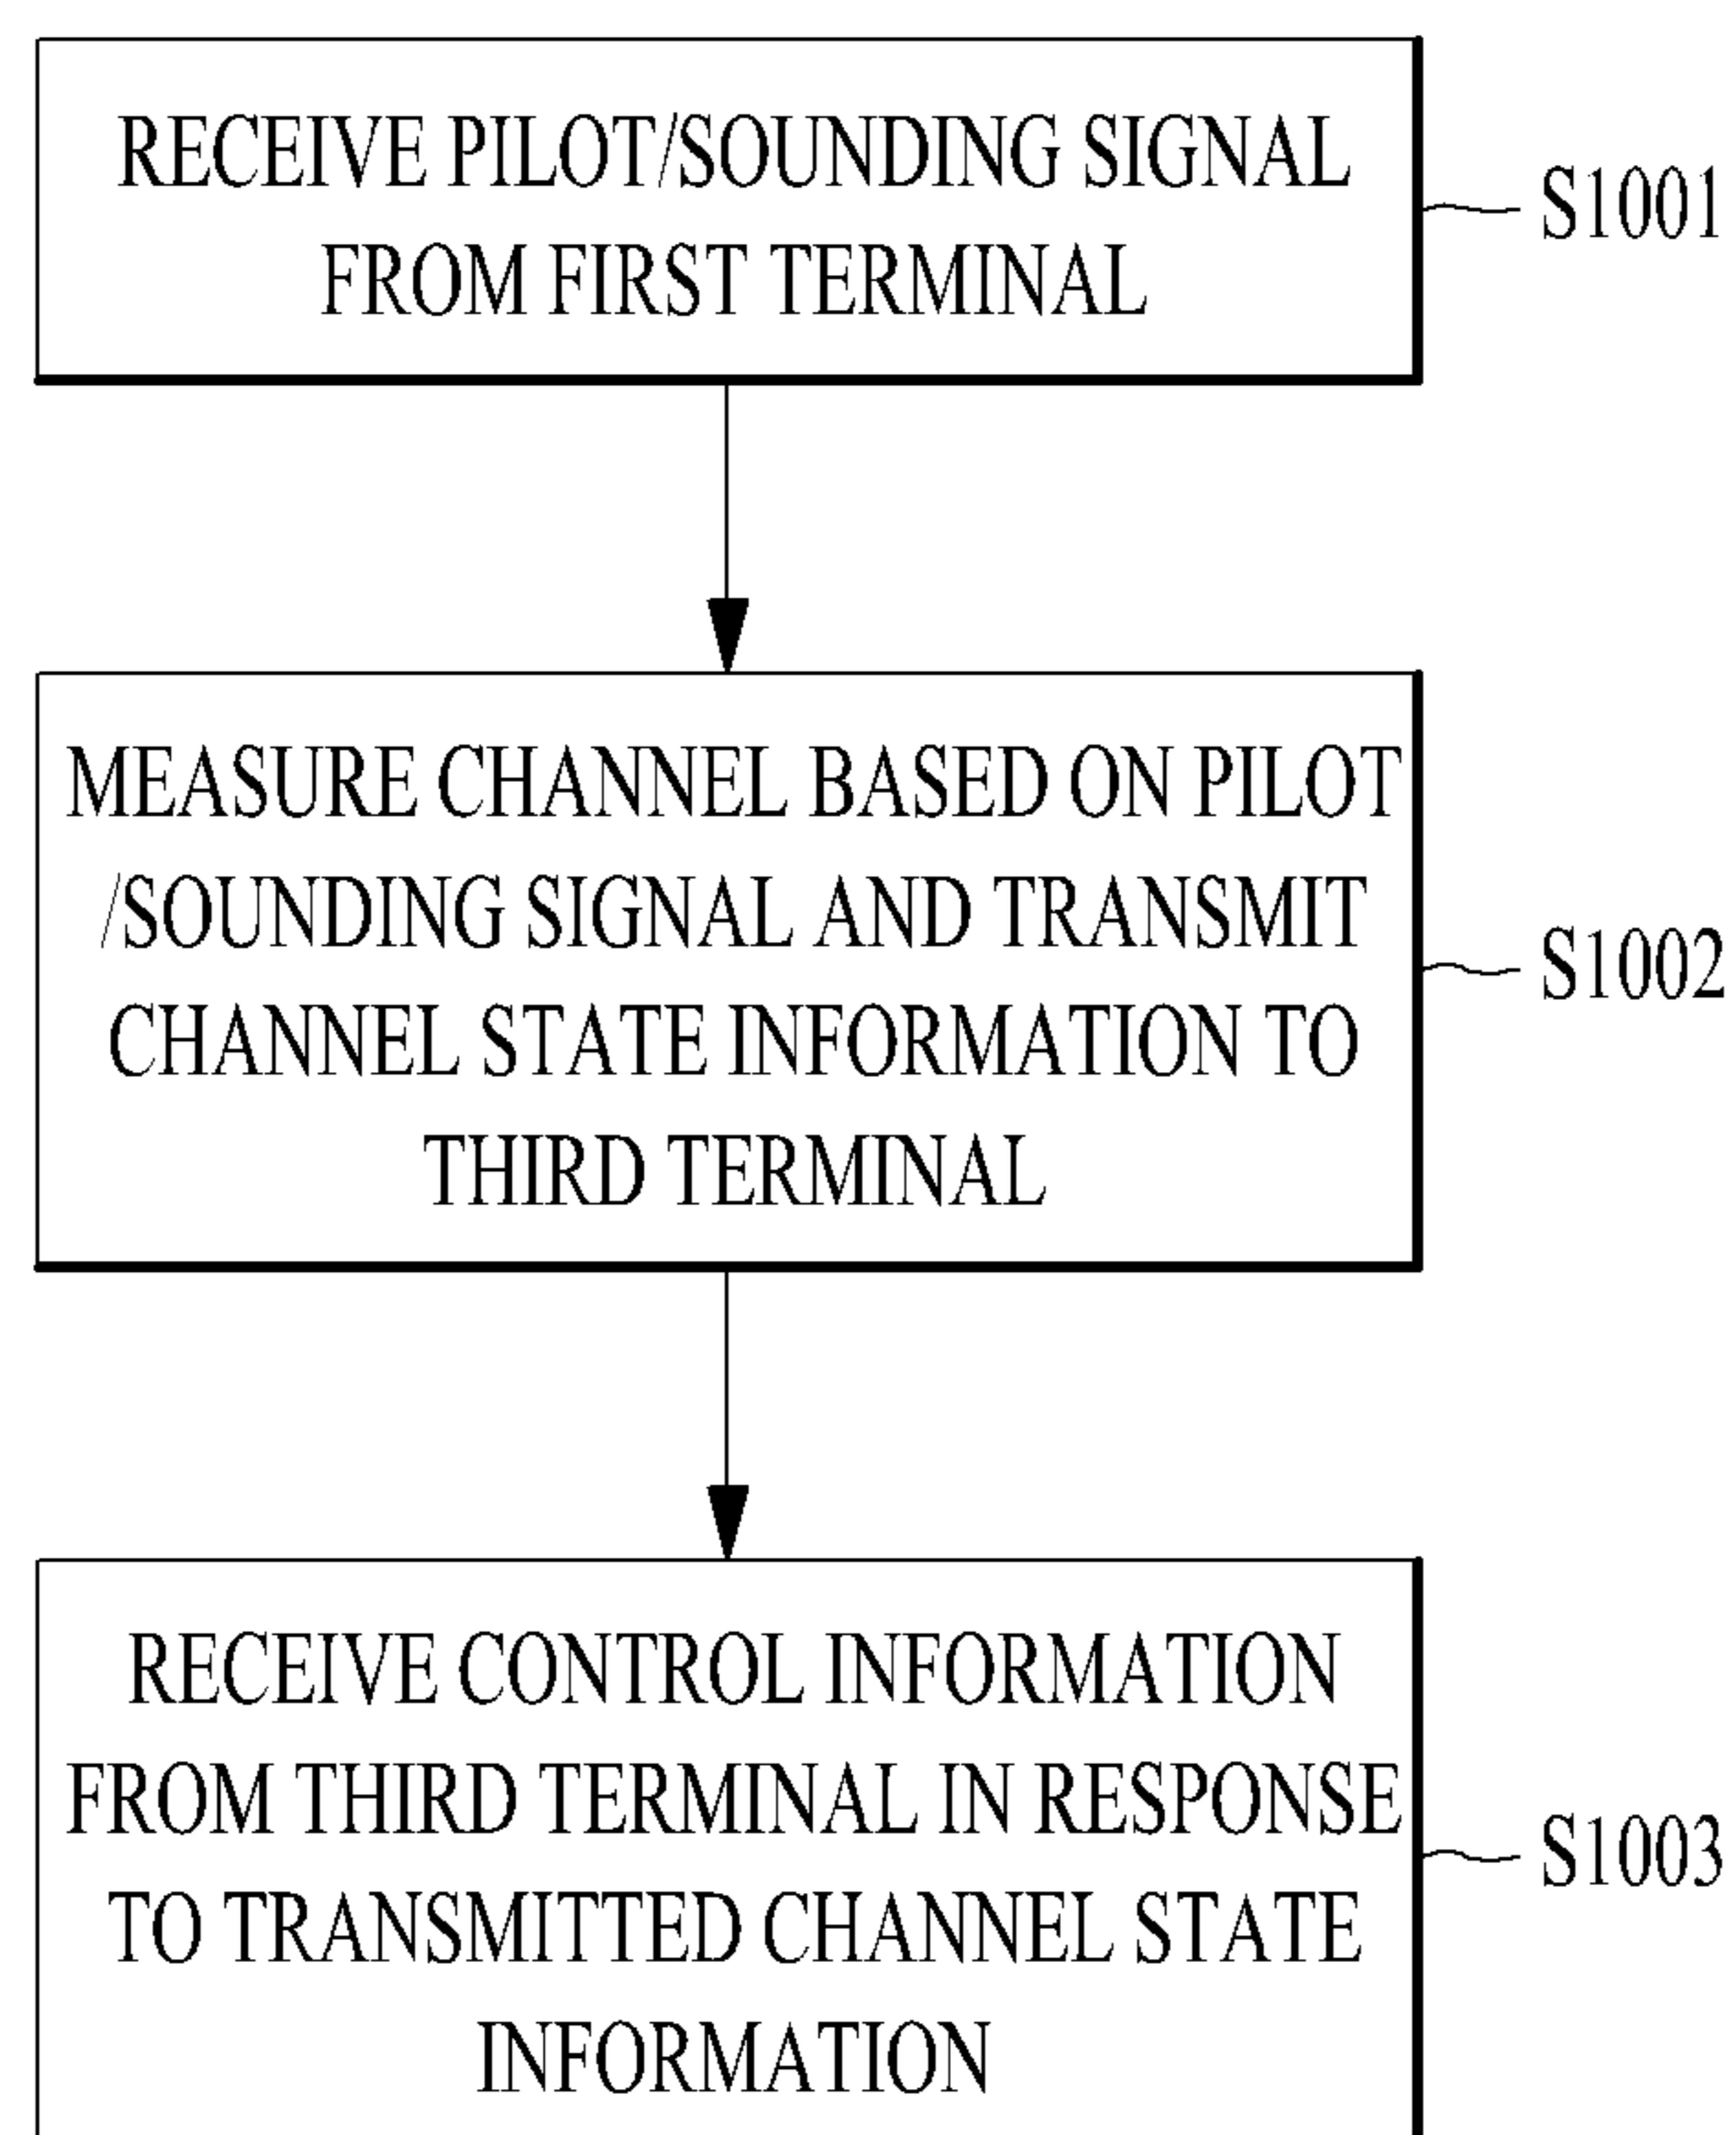 RECEIVE PILOT/SOUNDING SIGNAL
FROM FIRST TERMINAL
S1001
MEASURE CHANNEL BASED ON PILOT
/SOUNDING SIGNAL AND TRANSMIT
CHANNEL STATE INFORMATION TO
THIRD TERMINAL
S1002
RECEIVE CONTROL INFORMATION
FROM THIRD TERMINAL IN RESPONSE
TO TRANSMITTED CHANNEL STATE
INFORMATION
S1003